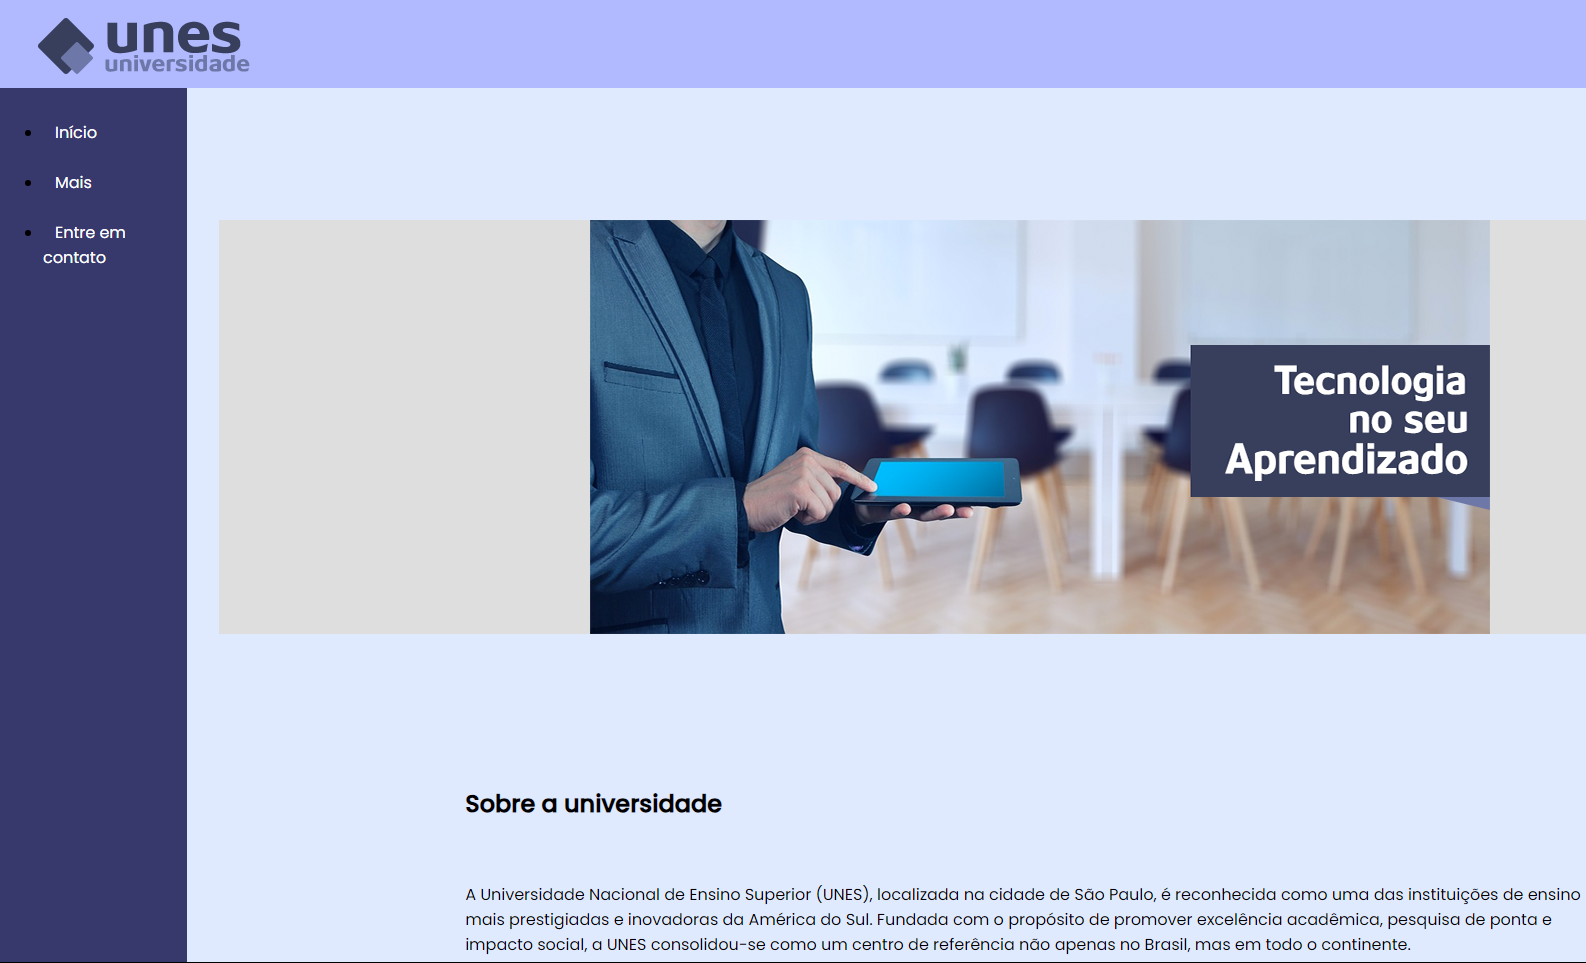 unes
universidade
Início
Mais
Entre em
contato
Tecnologia
no seu
Aprendizado
Sobre a universidade
A Universidade Nacional de Ensino Superior (UNES), localizada na cidade de São Paulo, é reconhecida como uma das instituições de ensino
mais prestigiadas e inovadoras da América do Sul. Fundada com o propósito de promover excelência acadêmica, pesquisa de ponta e
impacto social, a UNES consolidou-se como um centro de referência não apenas no Brasil, mas em todo o continente.